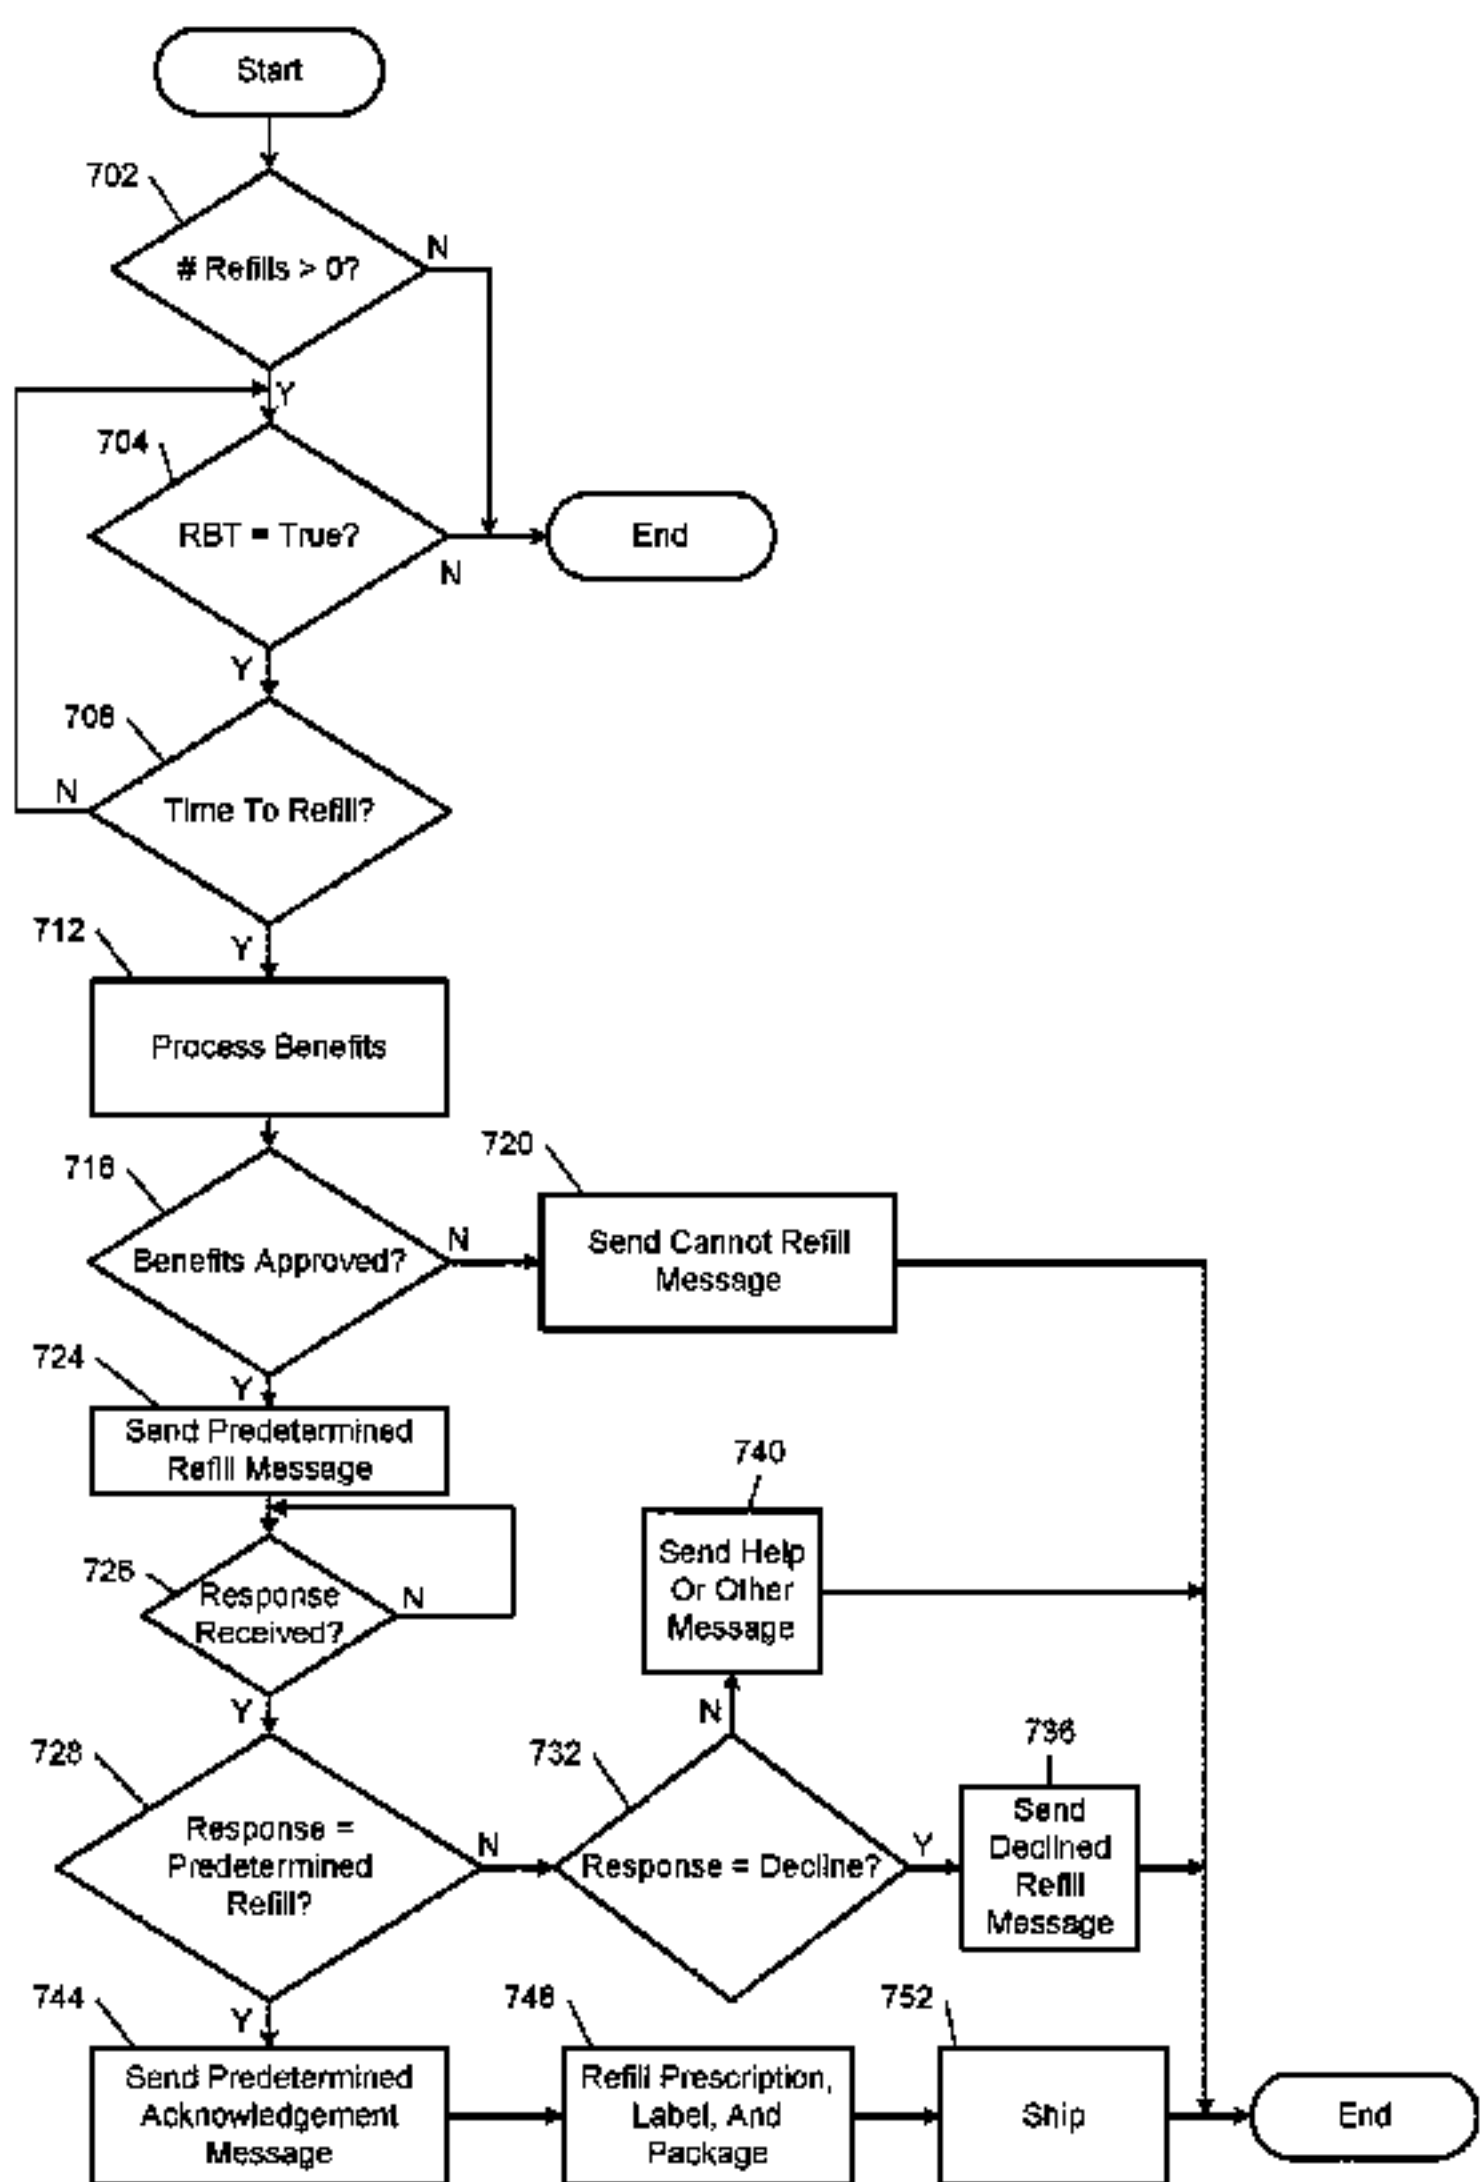 Start
702
# Refills > 0?
N
Y
704
RBT = True?
N
End
Y
708
Time To Refill?
N
Y
712
Process Benefits
716
Benefits Approved?
N
720
Send Cannot Refill
Message
Y
724
Send Predetermined
Refill Message
726
Response
Received?
N
740
Send Help
Or Other
Message
Y
N
728
Response =
Predetermined
Refill?
N
732
Response = Decline?
Y
736
Send
Declined
Refill
Message
Y
744
Send Predetermined
Acknowledgement
Message
748
Refill Prescription,
Label, And
Package
752
Ship
End